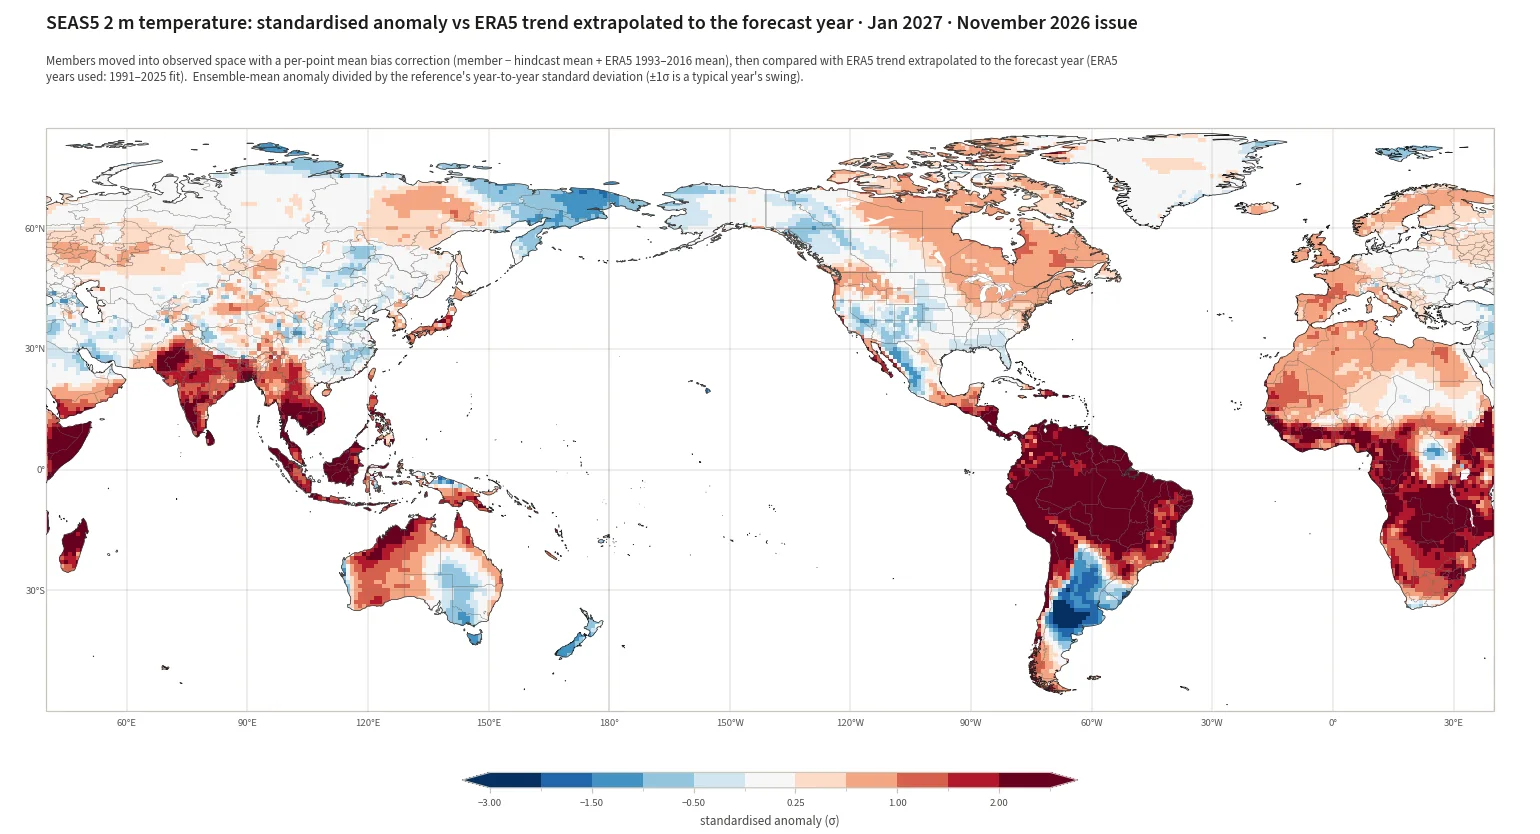 SEAS5 2 m temperature: standardised anomaly vs ERA5 trend extrapolated to the forecast year · Jan 2027 · November 2026 issue
Members moved into observed space with a per-point mean bias correction (member − hindcast mean + ERA5 1993–2016 mean), then compared with ERA5 trend extrapolated to the forecast year (ERA5
years used: 1991–2025 fit).  Ensemble-mean anomaly divided by the reference's year-to-year standard deviation (±1σ is a typical year's swing).
60°N
30°N
0°
30°S
60°E 90°E 120°E 150°E 180° 150°W 120°W 90°W 60°W 30°W 0° 30°E
−3.00 −1.50 −0.50 0.25 1.00 2.00
standardised anomaly (σ)